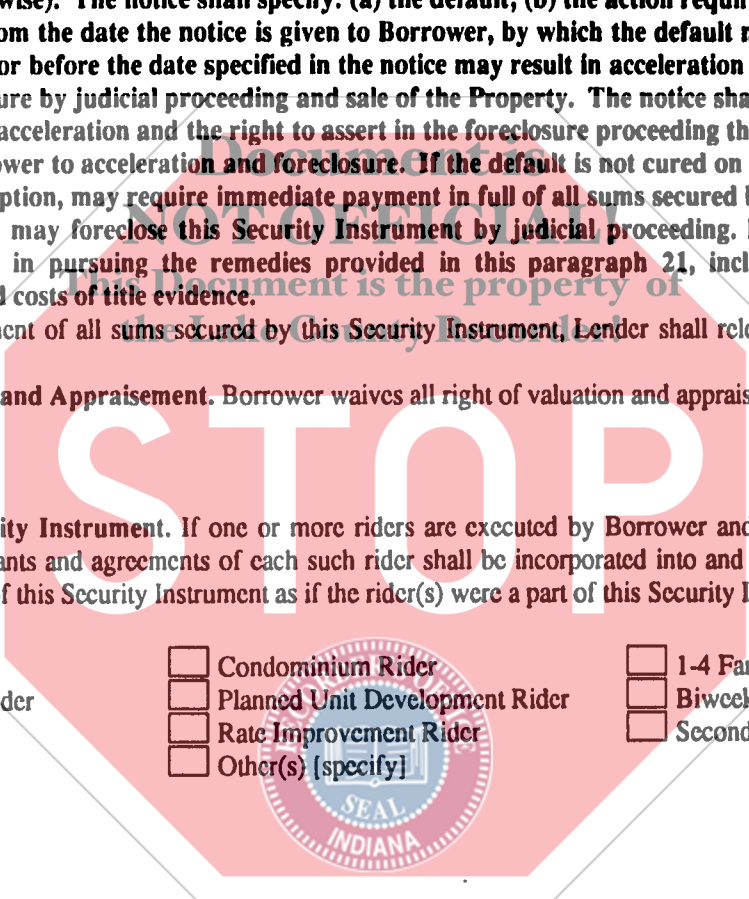 wise). The notice shall specify: (a) the default; (b) the action requi
om the date the notice is given to Borrower, by which the default
or before the date specified in the notice may result in acceleration
ure by judicial proceeding and sale of the Property. The notice sha
acceleration and the right to assert in the foreclosure proceeding th
wer to acceleration and foreclosure. If the default is not cured on
Document is
ption, may require immediate payment in full of all sums secured
NOT OFFICIAL!
may foreclose this Security Instrument by judicial proceeding.
in pursuing the remedies provided in this paragraph 21, incl
This Document is the property of
costs of title evidence.
the Lake County Recorder!
ent of all sums secured by this Security Instrument, Lender shall rele
and Appraisement. Borrower waives all right of valuation and apprais
STOP
ity Instrument. If one or more riders are executed by Borrower and
ants and agreements of each such rider shall be incorporated into and
f this Security Instrument as if the rider(s) were a part of this Security I
Condominium Rider
1-4 Fa
der
Planned Unit Development Rider
Biweek
Rate Improvement Rider
Second
Other(s) [specify]
RECORDER'S OFFICE
SEAL
INDIANA